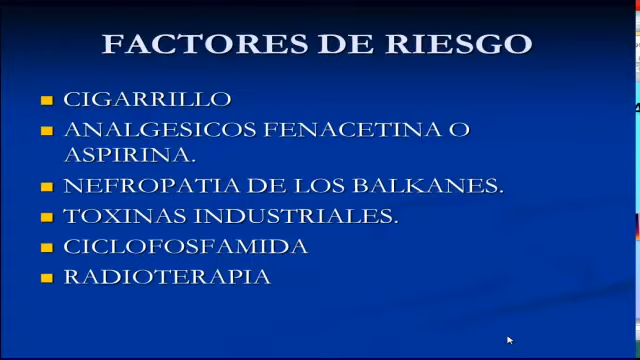 FACTORES DE RIESGO
CIGARRILLO
ANALGESICOS FENACETINA O
ASPIRINA.
NEFROPATIA DE LOS BALKANES.
TOXINAS INDUSTRIALES.
CICLOFOSFAMIDA
RADIOTERAPIA